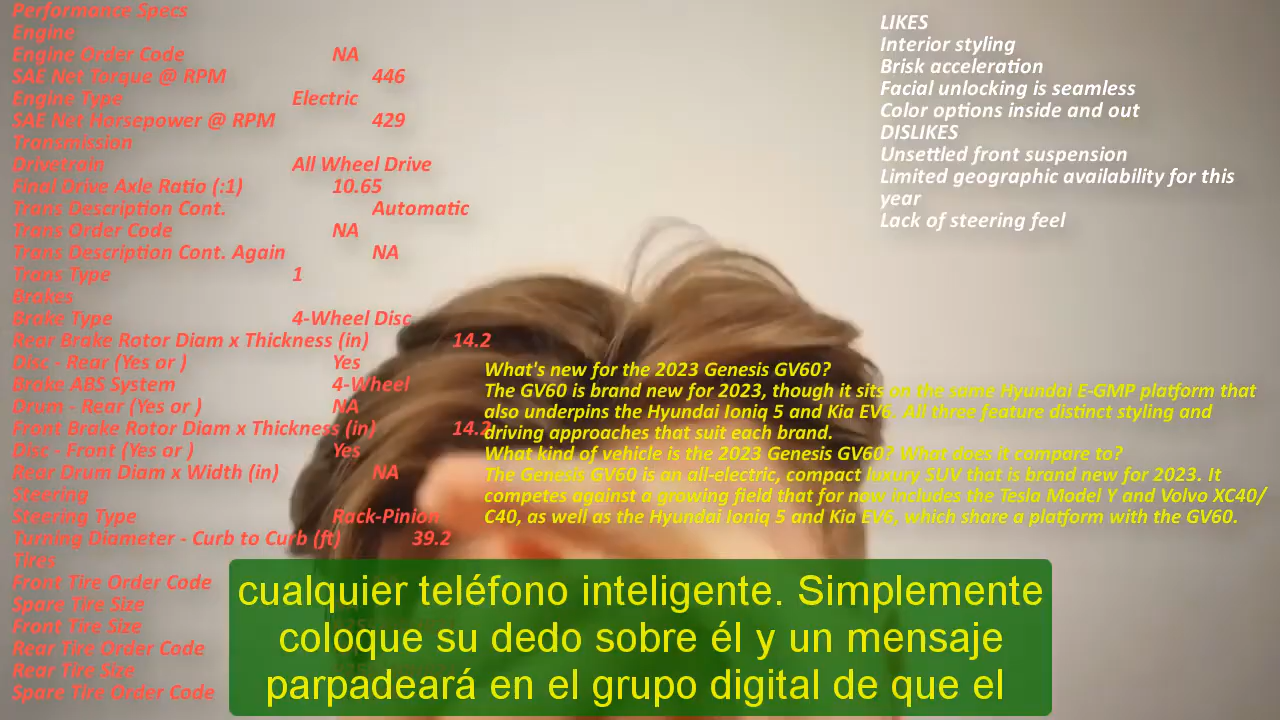 Performance Specs
Engine
Engine Order Code NA
SAE Net Torque @ RPM 446
Engine Type Electric
SAE Net Horsepower @ RPM 429
Transmission
Drivetrain All Wheel Drive
Final Drive Axle Ratio (:1) 10.65
Trans Description Cont. Automatic
Trans Order Code NA
Trans Description Cont. Again NA
Trans Type 1
Brakes
Brake Type 4-Wheel Disc
Rear Brake Rotor Diam x Thickness (in) 14.2
Disc - Rear (Yes or ) Yes
Brake ABS System 4-Wheel
Drum - Rear (Yes or ) NA
Front Brake Rotor Diam x Thickness (in) 14.2
Disc - Front (Yes or ) Yes
Rear Drum Diam x Width (in) NA
Steering
Steering Type Rack-Pinion
Turning Diameter - Curb to Curb (ft) 39.2
Tires
Front Tire Order Code
Spare Tire Size
Front Tire Size
Rear Tire Order Code
Rear Tire Size
Spare Tire Order Code
LIKES
Interior styling
Brisk acceleration
Facial unlocking is seamless
Color options inside and out
DISLIKES
Unsettled front suspension
Limited geographic availability for this
year
Lack of steering feel
What's new for the 2023 Genesis GV60?
The GV60 is brand new for 2023, though it sits on the same Hyundai E-GMP platform that
also underpins the Hyundai Ioniq 5 and Kia EV6. All three feature distinct styling and
driving approaches that suit each brand.
What kind of vehicle is the 2023 Genesis GV60? What does it compare to?
The Genesis GV60 is an all-electric, compact luxury SUV that is brand new for 2023. It
competes against a growing field that for now includes the Tesla Model Y and Volvo XC40/
C40, as well as the Hyundai Ioniq 5 and Kia EV6, which share a platform with the GV60.
cualquier teléfono inteligente. Simplemente
coloque su dedo sobre él y un mensaje
parpadeará en el grupo digital de que el